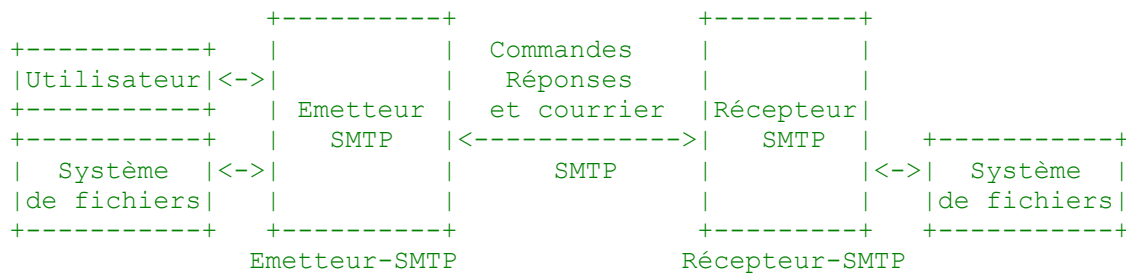 +----------+                +---------+
+-----------+  |          |  Commandes     |         |
|Utilisateur|<->|          |   Réponses     |         |
+-----------+  | Emetteur |  et courrier   |Récepteur|
+-----------+  |   SMTP   |<-------------->|   SMTP  |   +-----------+
|  Système  |<->|          |      SMTP      |         |<->|  Système  |
|de fichiers|  |          |                |         |   |de fichiers|
+-----------+  +----------+                +---------+   +-----------+
              Emetteur-SMTP               Récepteur-SMTP